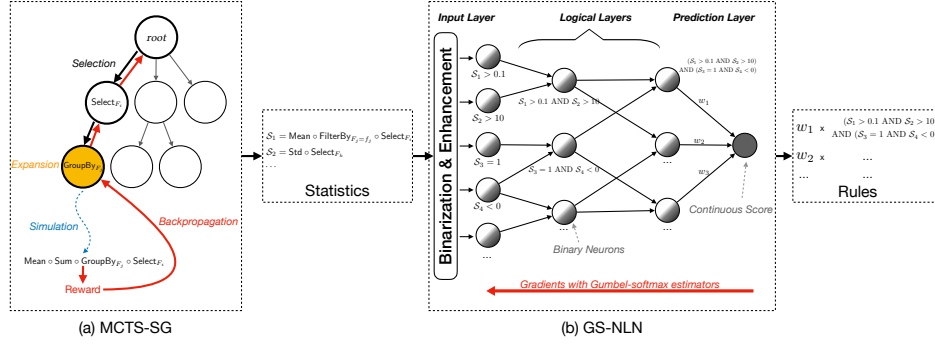 root
Selection
Select_{F_i}
Expansion
GroupBy_{F_j}
Simulation
Backpropagation
Mean ∘ Sum ∘ GroupBy_{F_j} ∘ Select_{F_i}
Reward
(a) MCTS-SG
S_1 = Mean ∘ FilterBy_{F_j=f_j} ∘ Select_{F_i}
S_2 = Std ∘ Select_{F_k}
....
Statistics
Binarization & Enhancement
Input Layer
Logical Layers
Prediction Layer
S_1 > 0.1
S_2 > 10
S_3 = 1
S_4 < 0
...
S_1 > 0.1 AND S_2 > 10
S_3 = 1 AND S_4 < 0
...
Binary Neurons
(S_1 > 0.1 AND S_2 > 10)
AND (S_3 = 1 AND S_4 < 0)
...
...
w_1
w_2
w_3
Continuous Score
Gradients with Gumbel-softmax estimators
(b) GS-NLN
w_1 × (S_1 > 0.1 AND S_2 > 10)
AND (S_3 = 1 AND S_4 < 0
w_2 × ...
... ...
Rules